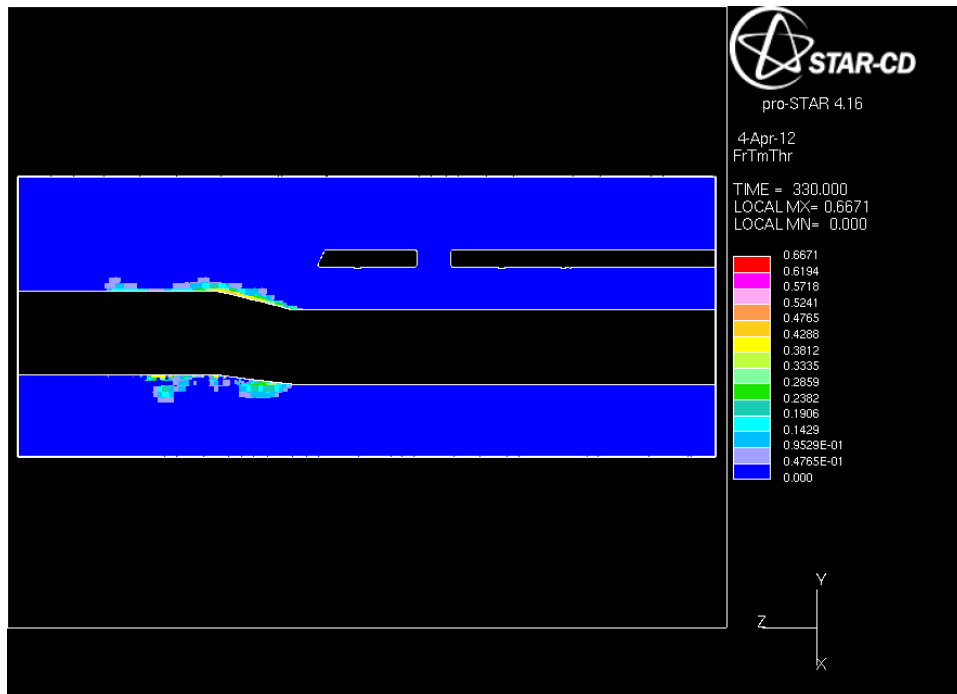 STAR-CD
pro-STAR 4.16
4-Apr-12
FrTmThr
TIME = 330.000
LOCAL MX= 0.6671
LOCAL MN= 0.000
0.6671
0.6194
0.5718
0.5241
0.4765
0.4288
0.3812
0.3335
0.2859
0.2382
0.1906
0.1429
0.9529E-01
0.4765E-01
0.000
Y
Z
X